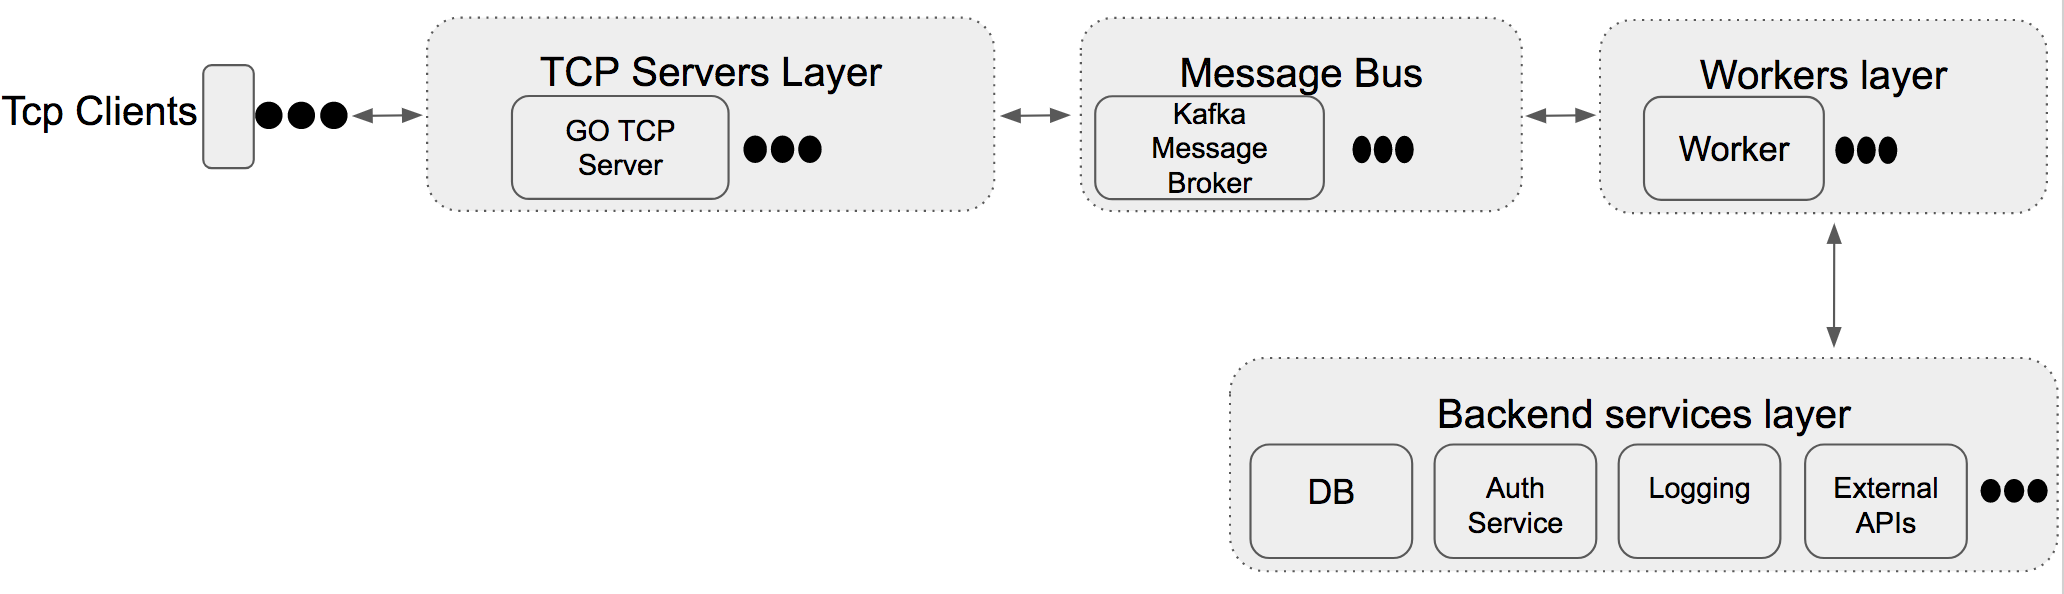 Tcp Clients
TCP Servers Layer
GO TCP
Server
Message Bus
Kafka
Message
Broker
Workers layer
Worker
Backend services layer
DB
Auth
Service
Logging
External
APIs